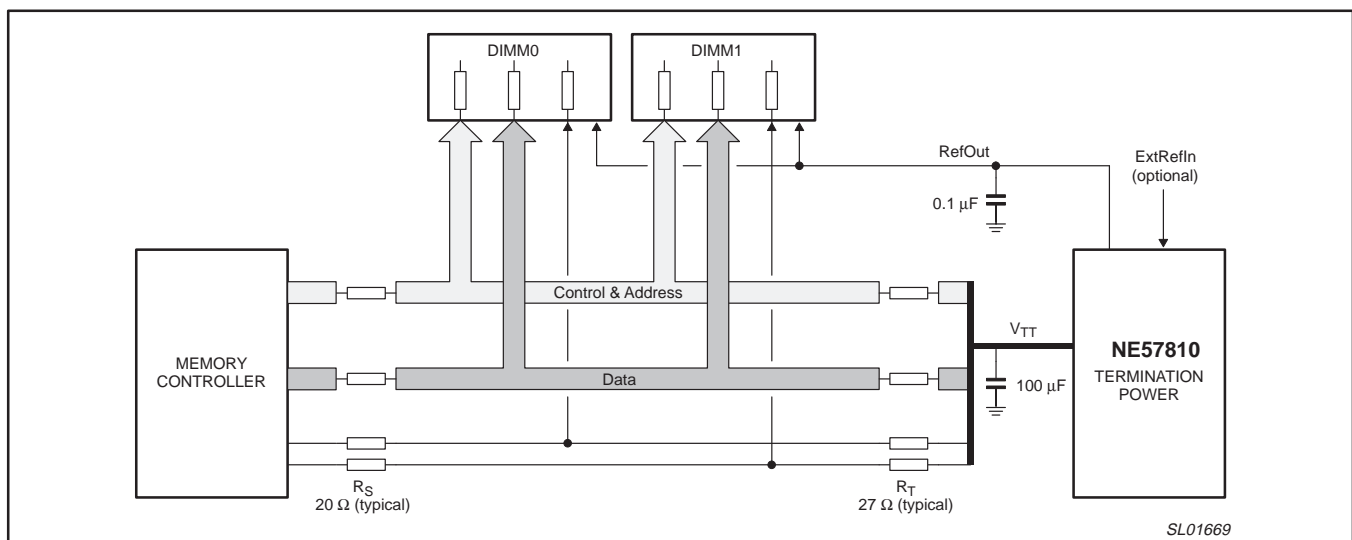 DIMM0
DIMM1
RefOut
ExtRefIn
(optional)
0.1 μF
Control & Address
VTT
MEMORY
CONTROLLER
NE57810
TERMINATION
POWER
Data
100 μF
RS
20 Ω (typical)
RT
27 Ω (typical)
SL01669